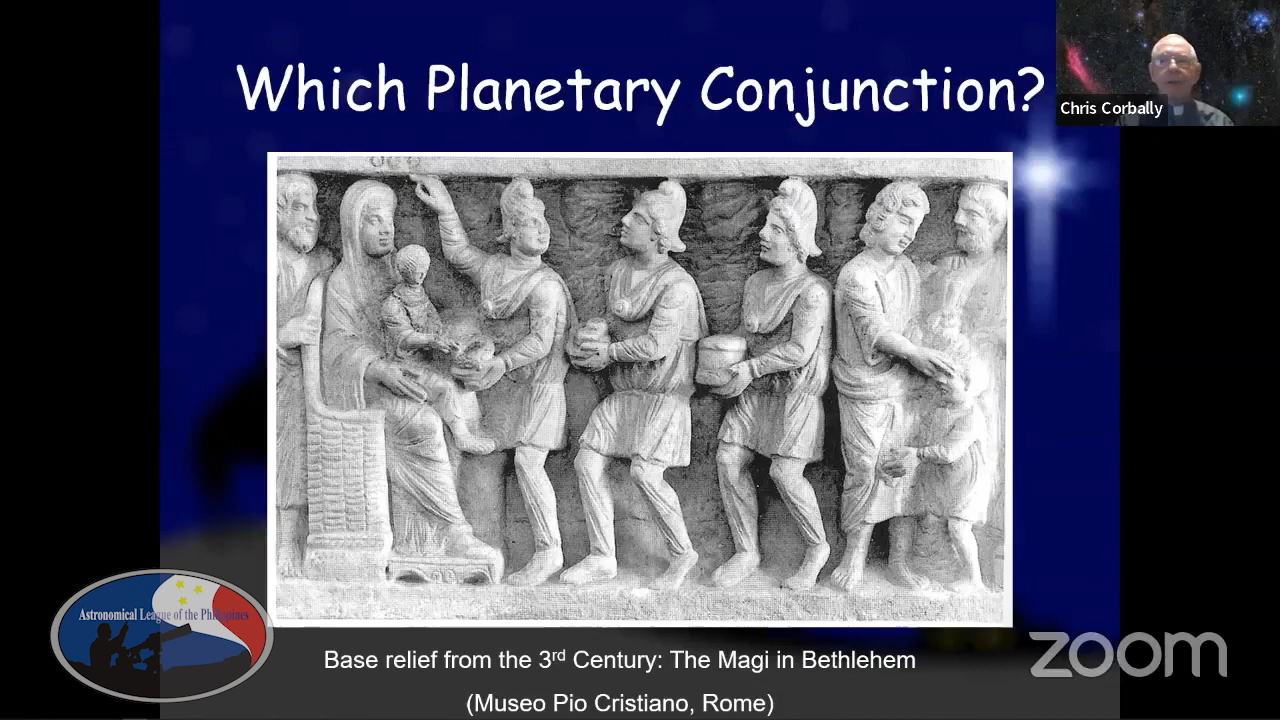 Which Planetary Conjunction?
Chris Corbally
Astronomical League of the Philippines
Base relief from the 3rd Century: The Magi in Bethlehem
(Museo Pio Cristiano, Rome)
zoom